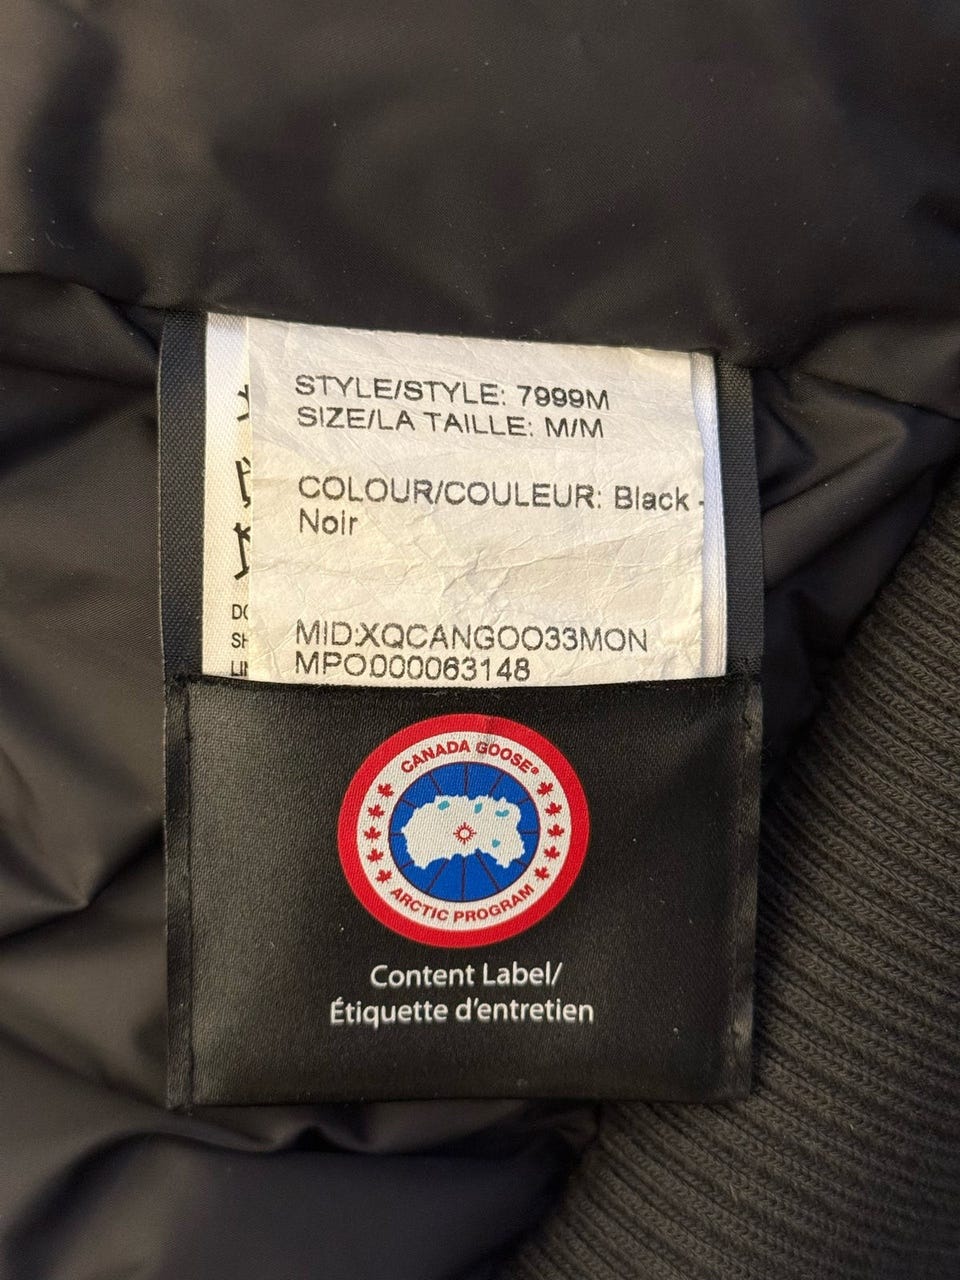 STYLE/STYLE: 7999M
SIZE/LA TAILLE: M/M
COLOUR/COULEUR: Black -
Noir
MID:XQCANGOO33MON
MPO000063148
CANADA GOOSE®
ARCTIC PROGRAM
Content Label/
Étiquette d'entretien